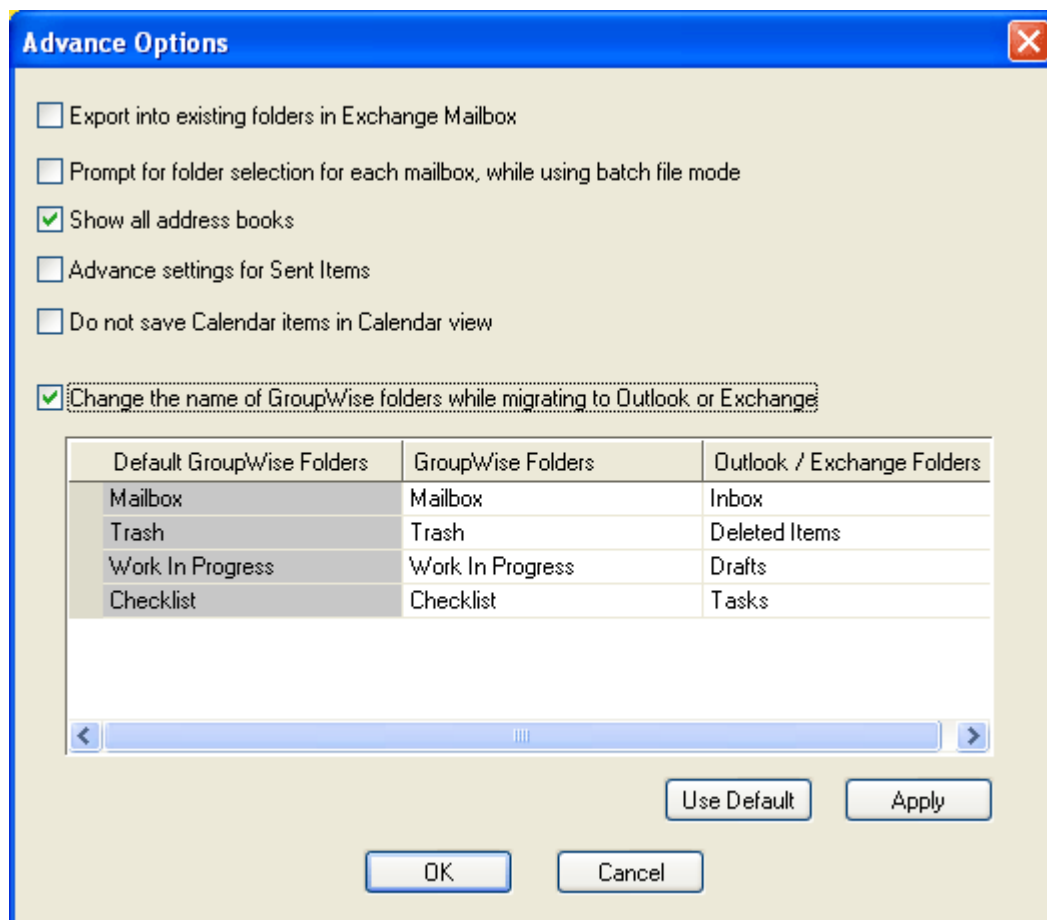 Advance Options
Export into existing folders in Exchange Mailbox
Prompt for folder selection for each mailbox, while using batch file mode
Show all address books
Advance settings for Sent Items
Do not save Calendar items in Calendar view
Change the name of GroupWise folders while migrating to Outlook or Exchange
Default GroupWise Folders GroupWise Folders Outlook / Exchange Folders
Mailbox Mailbox Inbox
Trash Trash Deleted Items
Work In Progress Work In Progress Drafts
Checklist Checklist Tasks
Use Default Apply
OK Cancel